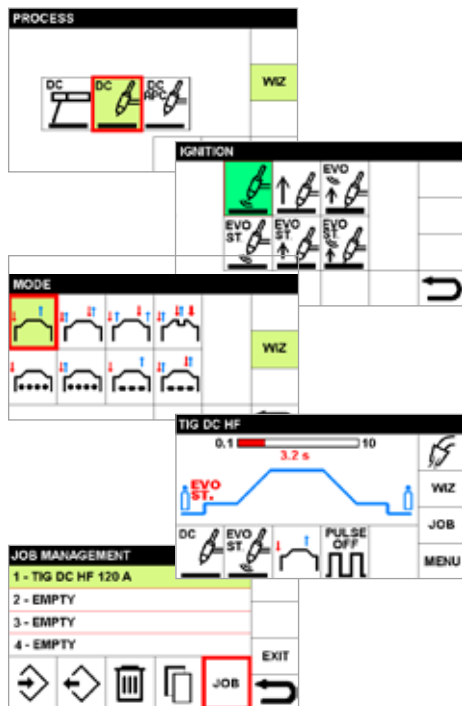 PROCESS
DC DC DC APC
WIZ
IGNITION
EVO
EVO ST. EVO ST. EVO ST.
MODE
WIZ
TIG DC HF
0.1 10
3.2 s
EVO ST.
WIZ
JOB
DC EVO ST. PULSE OFF
MENU
JOB MANAGEMENT
1 - TIG DC HF 120 A
2 - EMPTY
3 - EMPTY
4 - EMPTY
EXIT
JOB